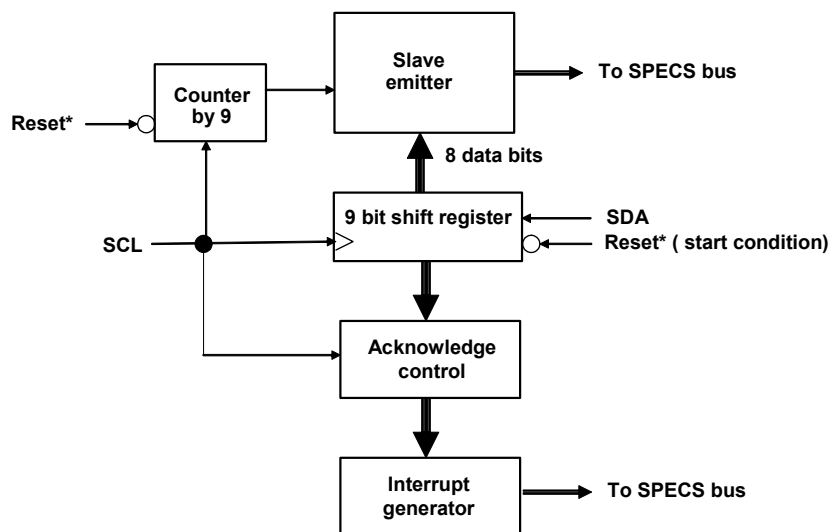 Slave
emitter
To SPECS bus
Counter
by 9
Reset*
8 data bits
9 bit shift register
SDA
SCL
Reset* ( start condition)
Acknowledge
control
Interrupt
generator
To SPECS bus